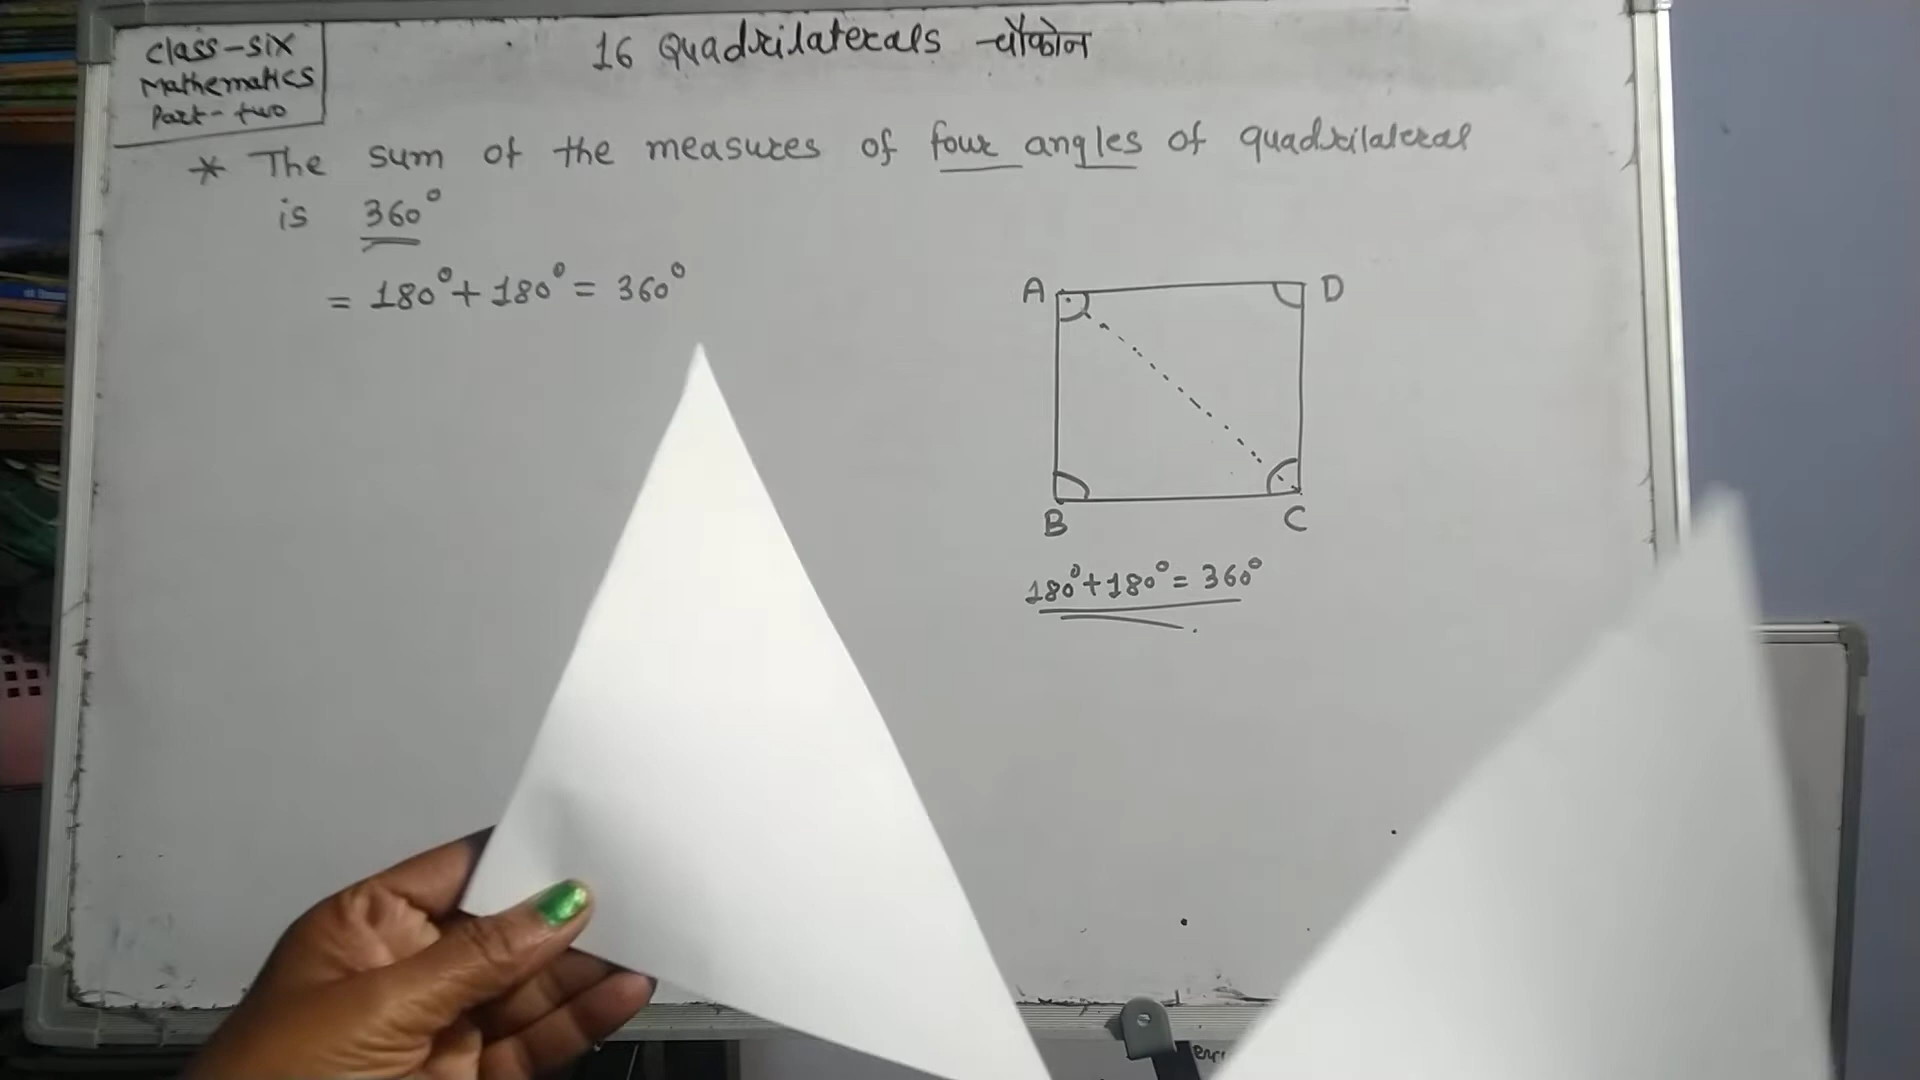 class-six
Mathematics
Part-two
16 Quadrilaterals चौकोन
* The sum of the measures of four angles of quadrilateral
is 360°
= 180° + 180° = 360°
A D
B C
180° + 180° = 360°